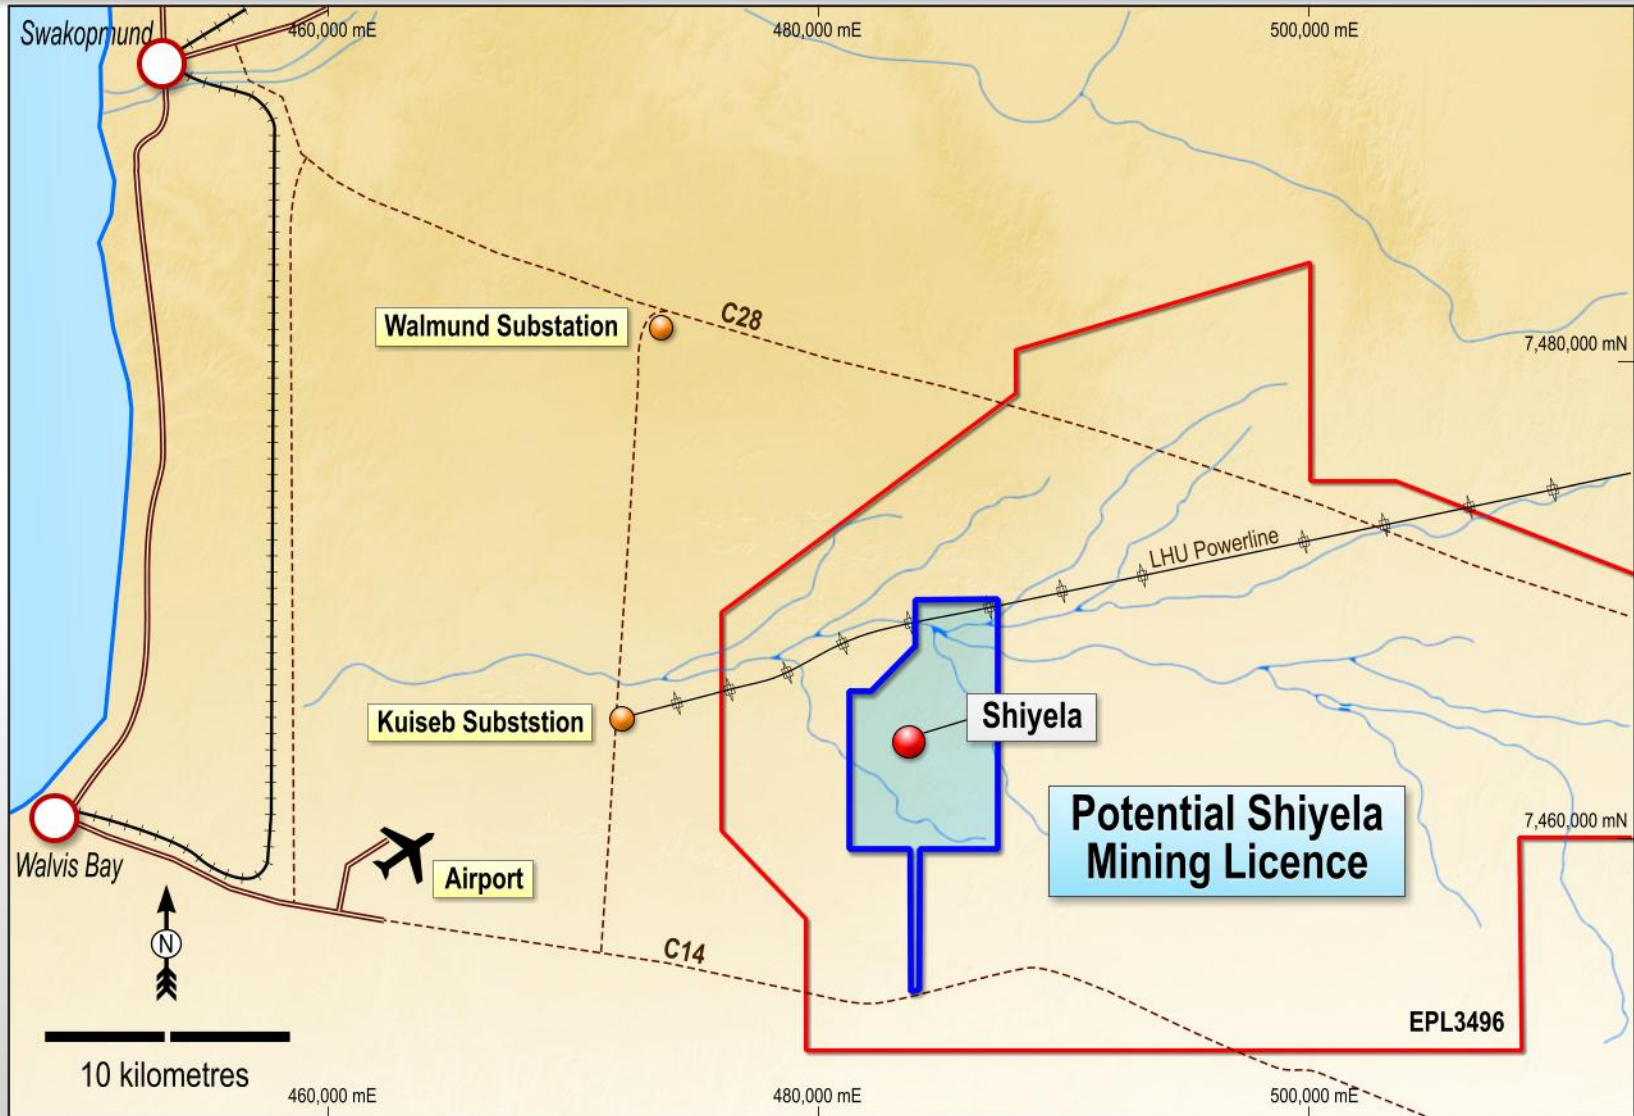 Swakopmund
460,000 mE
480,000 mE
500,000 mE
Walmund Substation
C28
7,480,000 mN
LHU Powerline
Kuiseb Subststion
Shiyela
Potential Shiyela
Mining Licence
7,460,000 mN
Walvis Bay
Airport
N
C14
EPL3496
10 kilometres
460,000 mE
480,000 mE
500,000 mE